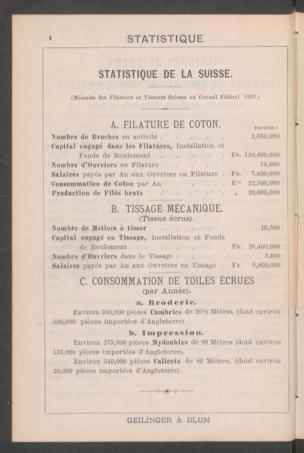 4 STATISTIQUE
STATISTIQUE DE LA SUISSE.
(Mémoire des Filateurs et Tisseurs Suisses au Conseil Fédéral 1892.)
A. FILATURE DE COTON.
environ:
Nombre de Broches en activité . . . . . . . 1,850,000
Capital engagé dans les Filatures, Installation et
Fonds de Roulement . . . . . . Fs. 120,400,000
Nombre d'Ouvriers en Filature . . . . . . 13,000
Salaires payés par An aux Ouvriers en Filature . Fs. 7,400,000
Consommation de Coton par An . . . . . Kos 22,500,000
Production de Filés bruts . . . . . „ 20,000,000
B. TISSAGE MÉCANIQUE.
(Tissus écrus).
Nombre de Métiers à tisser . . . . . . 16,500
Capital engagé en Tissage, Installation et Fonds
de Roulement . . . . . . Fs. 26,400,000
Nombre d'Ouvriers dans le Tissage . . . . . 9,400
Salaires payés par An aux Ouvriers en Tissage . Fs. 9,800,000
C. CONSOMMATION DE TOILES ÉCRUES
(par Année).
a. Broderie.
Environ 550,000 pièces Cambrics de 26½ Mètres, (dont environ
300,000 pièces importées d'Angleterre).
b. Impression.
Environ 275,000 pièces Mydoubles de 80 Mètres (dont environ
155,000 pièces importées d'Angleterre).
Environ 340,000 pièces Calicots de 80 Mètres, (dont environ
20,000 pièces importées d'Angleterre).
GEILINGER & BLUM